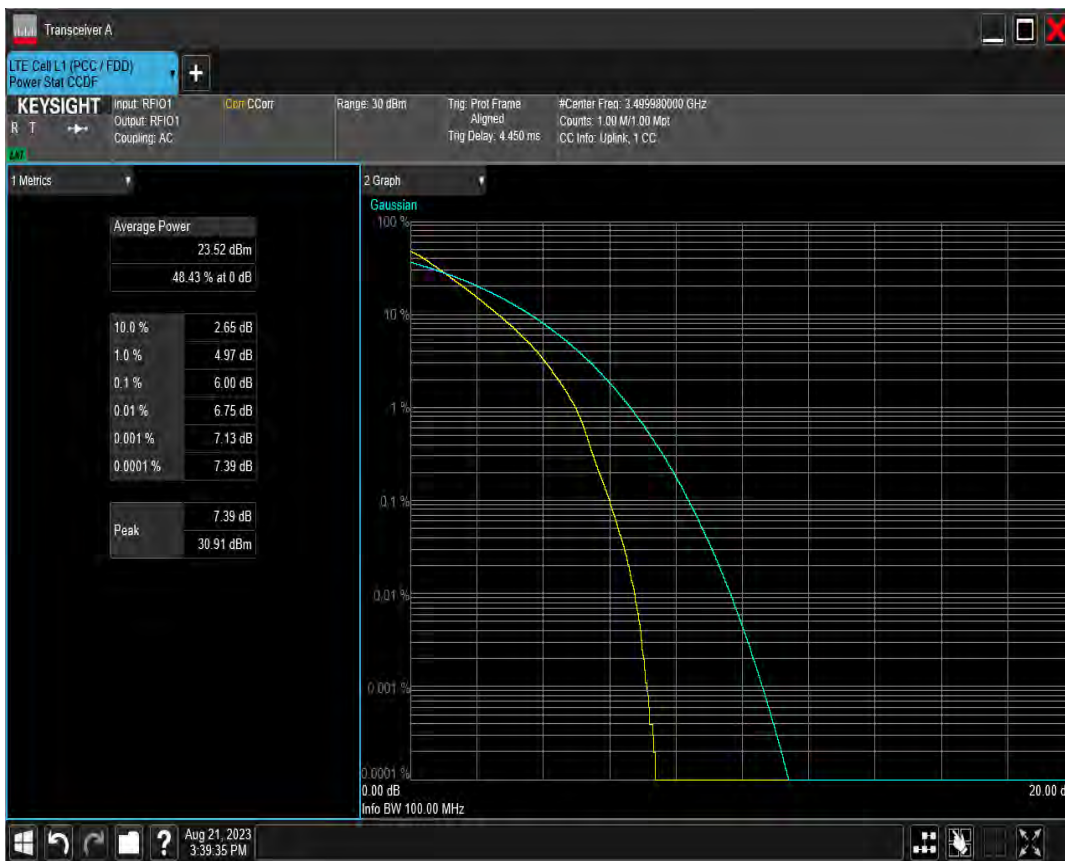 Transceiver A
LTE Cell L1 (PCC / FDD)
Power Stat CCDF
KEYSIGHT
R T
LXI
Input: RFIO1
Output: RFIO1
Coupling: AC
Corr CCorr
Range: 30 dBm
Trig: Prot Frame
Aligned
Trig Delay: 4.450 ms
#Center Freq: 3.499980000 GHz
Counts: 1.00 M/1.00 Mpt
CC Info: Uplink, 1 CC
1 Metrics
Average Power
23.52 dBm
48.43 % at 0 dB
10.0 % 2.65 dB
1.0 % 4.97 dB
0.1 % 6.00 dB
0.01 % 6.75 dB
0.001 % 7.13 dB
0.0001 % 7.39 dB
Peak 7.39 dB
30.91 dBm
2 Graph
Gaussian
100 %
10 %
1 %
0.1 %
0.01 %
0.001 %
0.0001 %
0.00 dB 20.00 d
Info BW 100.00 MHz
?
Aug 21, 2023
3:39:35 PM